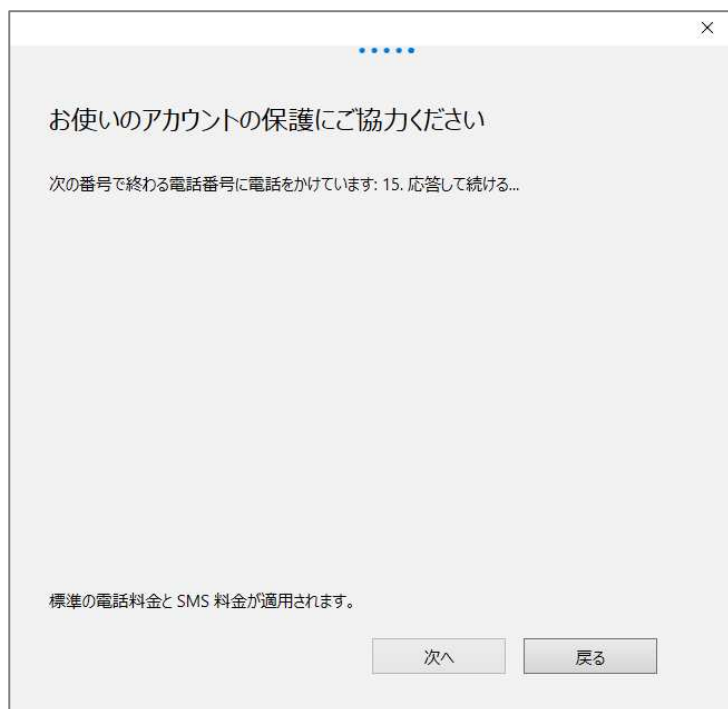 お使いのアカウントの保護にご協力ください
次の番号で終わる電話番号に電話をかけています: 15. 応答して続ける...
標準の電話料金と SMS 料金が適用されます。
次へ
戻る